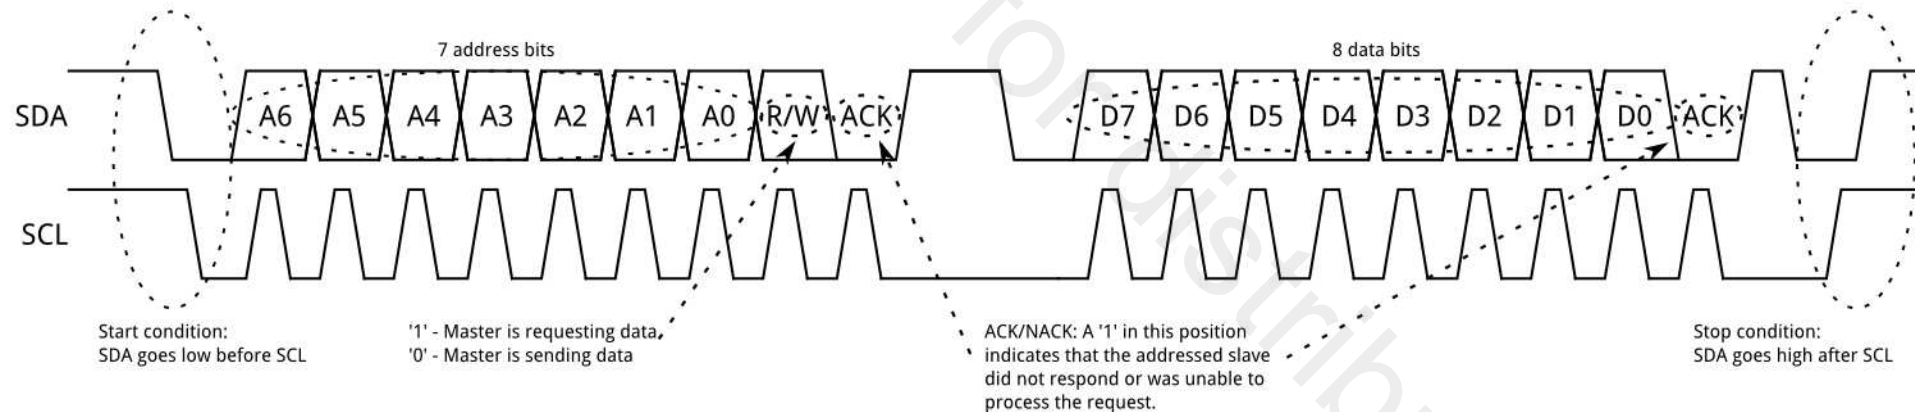 7 address bits
8 data bits
SDA
A6 A5 A4 A3 A2 A1 A0 R/W ACK
D7 D6 D5 D4 D3 D2 D1 D0 ACK
SCL
Start condition:
SDA goes low before SCL
'1' - Master is requesting data
'0' - Master is sending data
ACK/NACK: A '1' in this position
indicates that the addressed slave
did not respond or was unable to
process the request.
Stop condition:
SDA goes high after SCL
for distribu